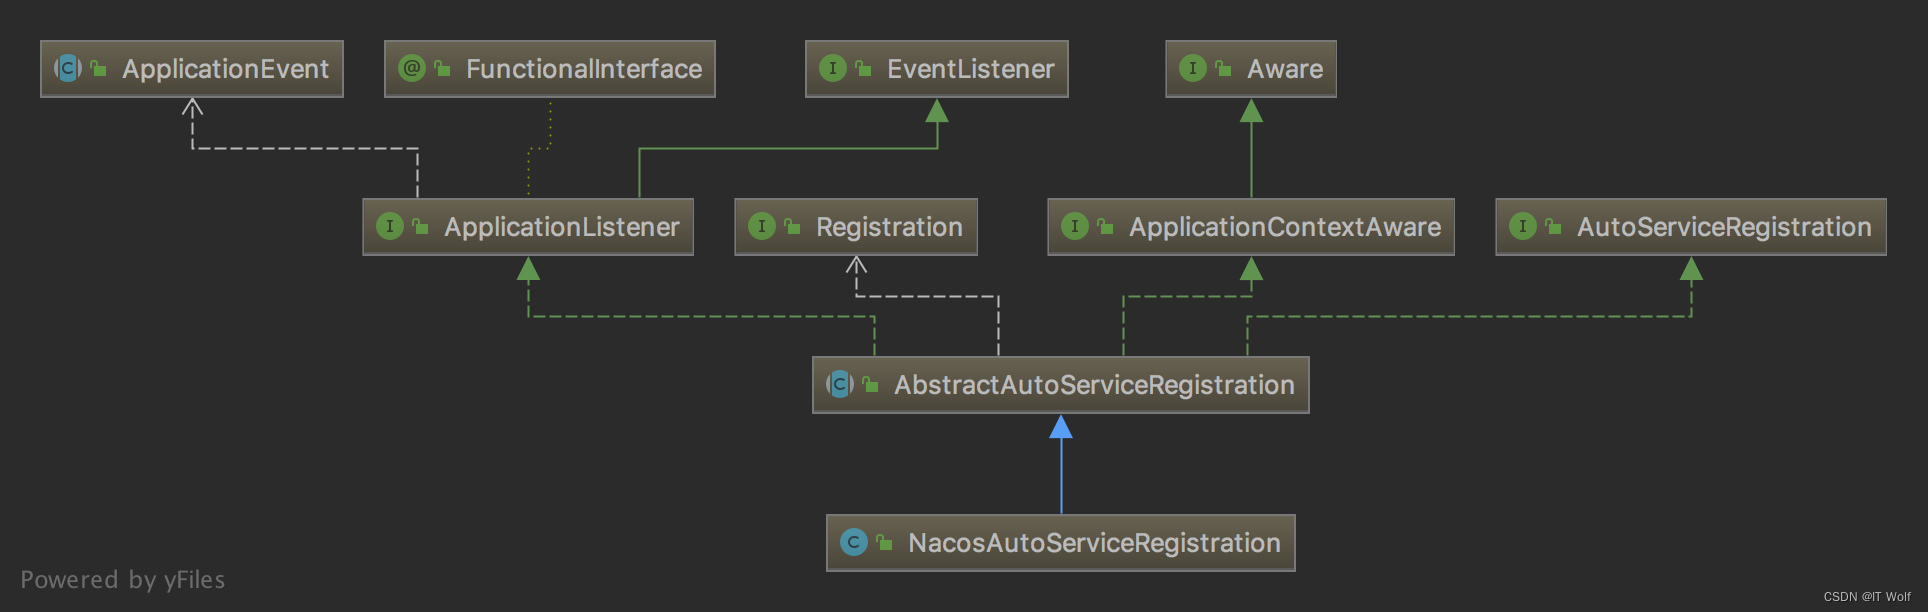 ApplicationEvent
FunctionalInterface
EventListener
Aware
ApplicationListener
Registration
ApplicationContextAware
AutoServiceRegistration
AbstractAutoServiceRegistration
NacosAutoServiceRegistration
Powered by yFiles
CSDN @IT Wolf